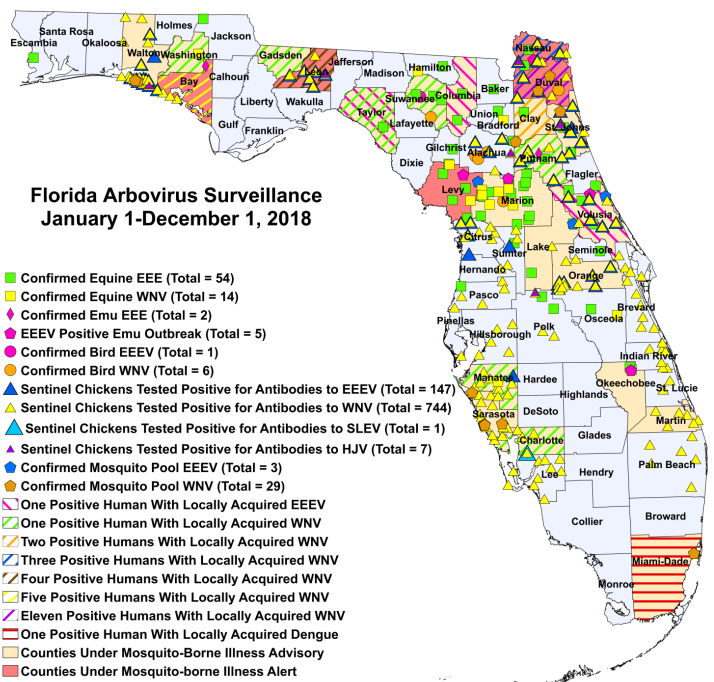 Holmes
Santa Rosa
Jackson
Escambia
Okaloosa
Walton
Washington
Gadsden
Jefferson
Hamilton
Nassau
Leon
Madison
Bay
Calhoun
Baker
Duval
Suwannee
Columbia
Liberty
Wakulla
Taylor
Union
Clay
Lafayette
Bradford
St. Johns
Gulf
Franklin
Gilchrist
Alachua
Putnam
Dixie
Flagler
Levy
Marion
Volusia
Citrus
Lake
Sumter
Seminole
Hernando
Orange
Pasco
Brevard
Pinellas
Hillsborough
Polk
Osceola
Indian River
Manatee
Hardee
Okeechobee
Highlands
St. Lucie
Sarasota
DeSoto
Martin
Charlotte
Glades
Lee
Hendry
Palm Beach
Collier
Broward
Miami-Dade
Monroe
Florida Arbovirus Surveillance
January 1-December 1, 2018
Confirmed Equine EEE (Total = 54)
Confirmed Equine WNV (Total = 14)
Confirmed Emu EEE (Total = 2)
EEEV Positive Emu Outbreak (Total = 5)
Confirmed Bird EEEV (Total = 1)
Confirmed Bird WNV (Total = 6)
Sentinel Chickens Tested Positive for Antibodies to EEEV (Total = 147)
Sentinel Chickens Tested Positive for Antibodies to WNV (Total = 744)
Sentinel Chickens Tested Positive for Antibodies to SLEV (Total = 1)
Sentinel Chickens Tested Positive for Antibodies to HJV (Total = 7)
Confirmed Mosquito Pool EEEV (Total = 3)
Confirmed Mosquito Pool WNV (Total = 29)
One Positive Human With Locally Acquired EEEV
One Positive Human With Locally Acquired WNV
Two Positive Humans With Locally Acquired WNV
Three Positive Humans With Locally Acquired WNV
Four Positive Humans With Locally Acquired WNV
Five Positive Humans With Locally Acquired WNV
Eleven Positive Humans With Locally Acquired WNV
One Positive Human With Locally Acquired Dengue
Counties Under Mosquito-Borne Illness Advisory
Counties Under Mosquito-borne Illness Alert